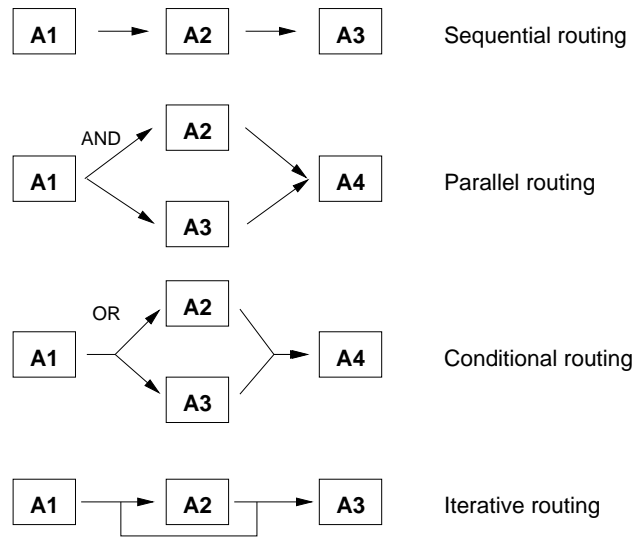 A1 A2 A3 Sequential routing
AND
A2
A1 A4 Parallel routing
A3
OR
A2
A1 A4 Conditional routing
A3
A1 A2 A3 Iterative routing